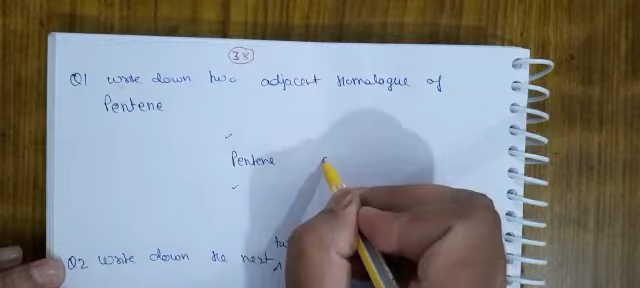 38
Q1 write down two adjacent Homologue of
Pentene
Pentene
Q2 write down the next